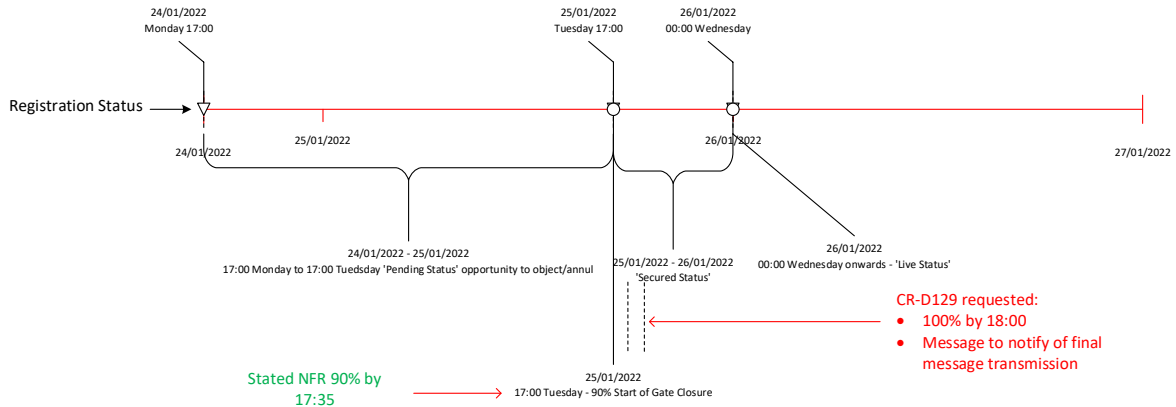 24/01/2022
Monday 17:00
25/01/2022
Tuesday 17:00
26/01/2022
00:00 Wednesday
Registration Status
24/01/2022
25/01/2022
26/01/2022
27/01/2022
24/01/2022 - 25/01/2022
17:00 Monday to 17:00 Tuedsday 'Pending Status' opportunity to object/annul
25/01/2022 - 26/01/2022
'Secured Status'
26/01/2022
00:00 Wednesday onwards - 'Live Status'
CR-D129 requested:
• 100% by 18:00
• Message to notify of final
message transmission
Stated NFR 90% by
17:35
25/01/2022
17:00 Tuesday - 90% Start of Gate Closure